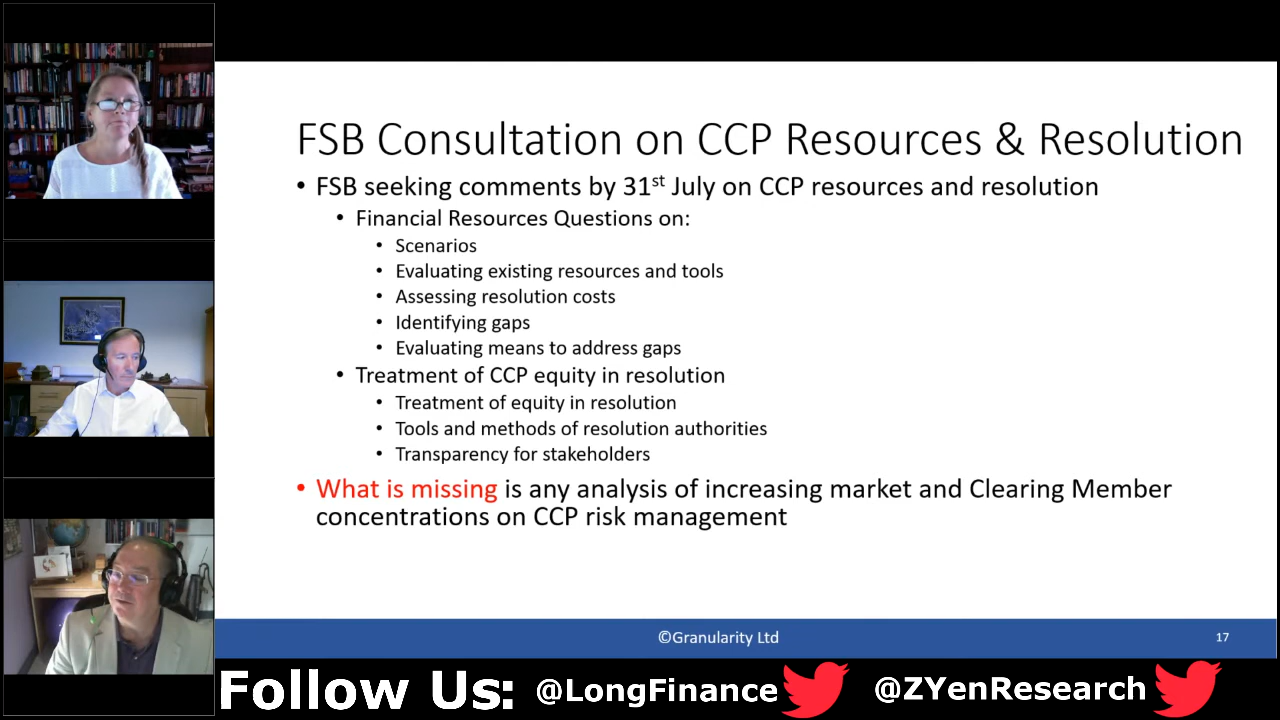 FSB Consultation on CCP Resources & Resolution
• FSB seeking comments by 31st July on CCP resources and resolution
• Financial Resources Questions on:
• Scenarios
• Evaluating existing resources and tools
• Assessing resolution costs
• Identifying gaps
• Evaluating means to address gaps
• Treatment of CCP equity in resolution
• Treatment of equity in resolution
• Tools and methods of resolution authorities
• Transparency for stakeholders
• What is missing is any analysis of increasing market and Clearing Member
concentrations on CCP risk management
©Granularity Ltd
17
Follow Us: @LongFinance @ZYenResearch